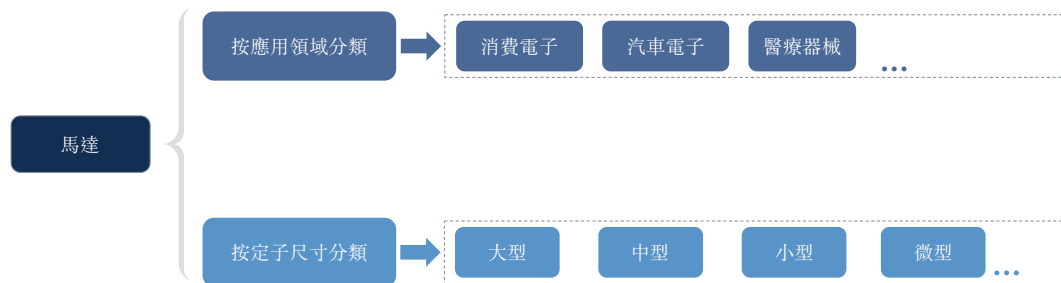 按應用領域分類
消費電子
汽車電子
醫療器械
...
馬達
按定子尺寸分類
大型
中型
小型
微型
...